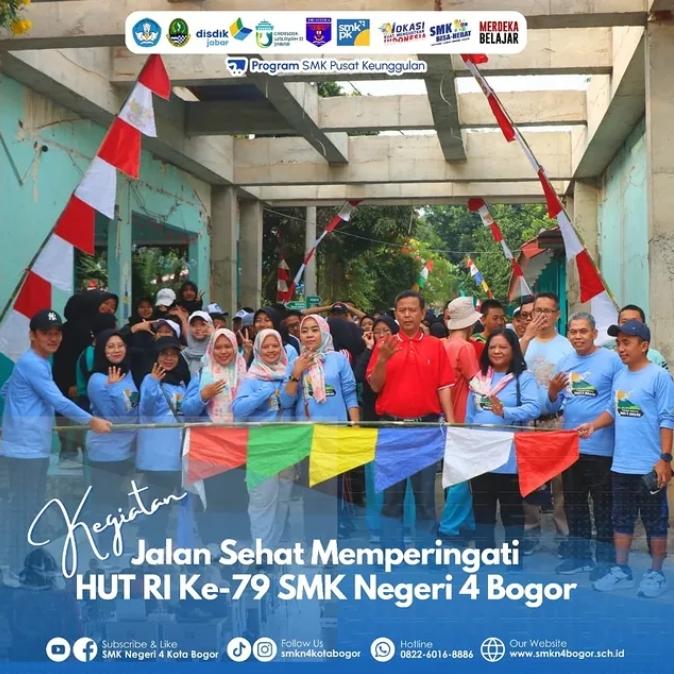 disdik
jabar
smk
pk
VOKASI
INDONESIA
SMK
BISA-HEBAT
MERDEKA
BELAJAR
Program SMK Pusat Keunggulan
Kegiatan
Jalan Sehat Memperingati
HUT RI Ke-79 SMK Negeri 4 Bogor
Subscribe & Like
SMK Negeri 4 Kota Bogor
Follow Us
smkn4kotabogor
Hotline
0822-6016-8886
Our Website
www.smkn4bogor.sch.id